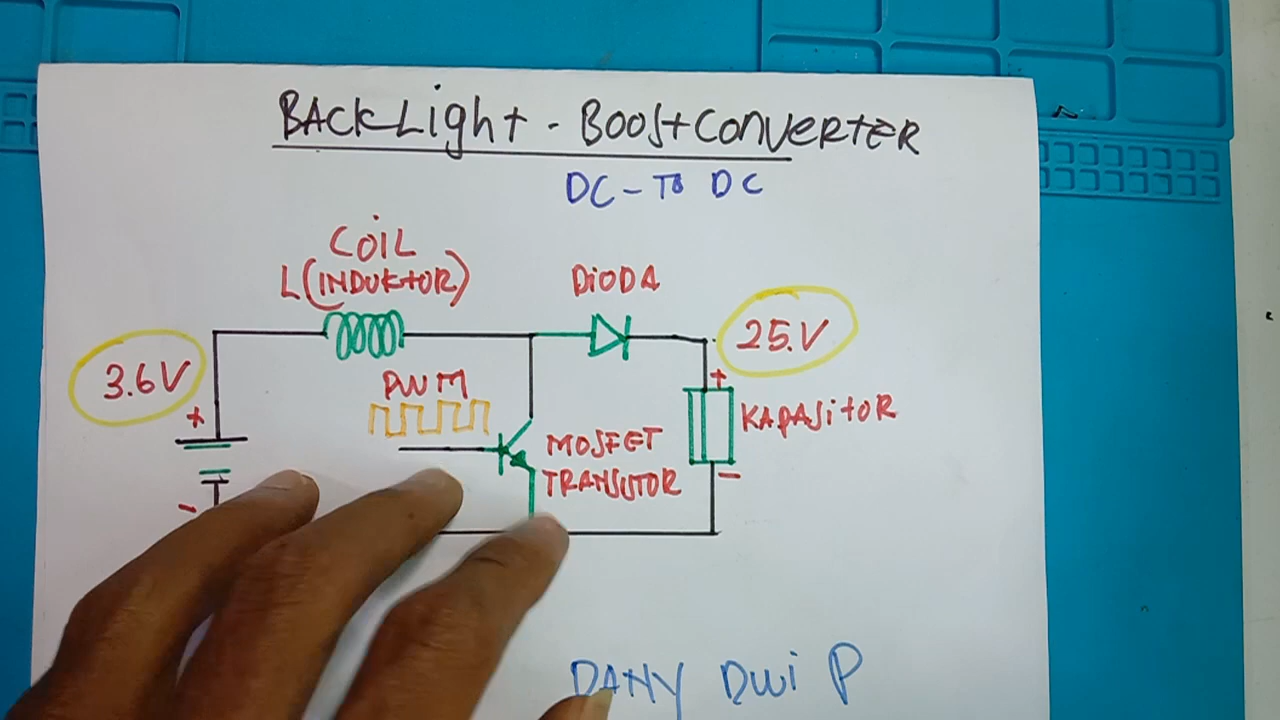 BACKLight - BOOSTCONVERTER
DC-TO DC
COIL
L(INDUKTOR)
DIODA
25.V
3.6V
+
+
PWM
KAPASITOR
MOSFET
TRANSISTOR
-
-
DANY DWI P